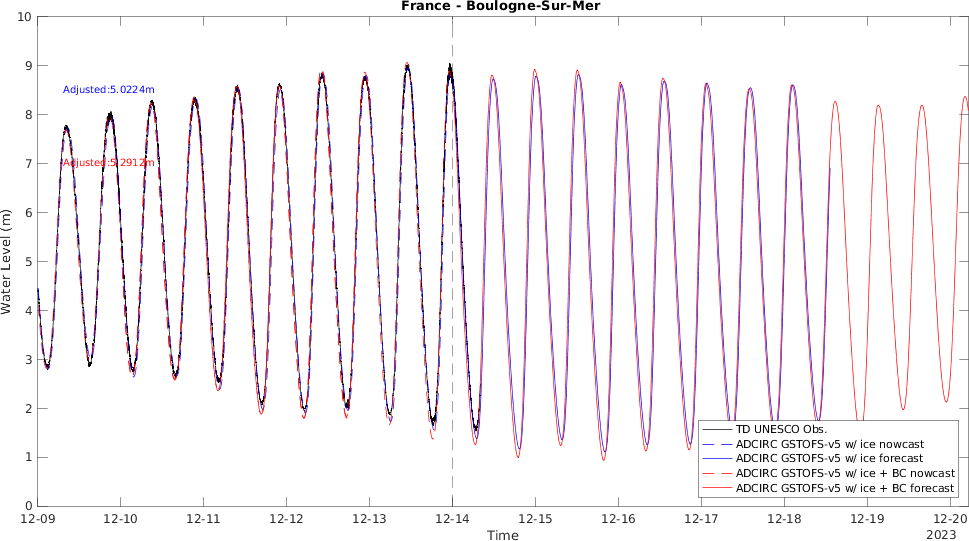 France - Boulogne-Sur-Mer
Water Level (m)
10
9
8
7
6
5
4
3
2
1
0
Adjusted:5.0224m
Adjusted:5.2912m
TD UNESCO Obs.
ADCIRC GSTOFS-v5 w/ ice nowcast
ADCIRC GSTOFS-v5 w/ ice forecast
ADCIRC GSTOFS-v5 w/ ice + BC nowcast
ADCIRC GSTOFS-v5 w/ ice + BC forecast
12-09 12-10 12-11 12-12 12-13 12-14 12-15 12-16 12-17 12-18 12-19 12-20
Time
2023